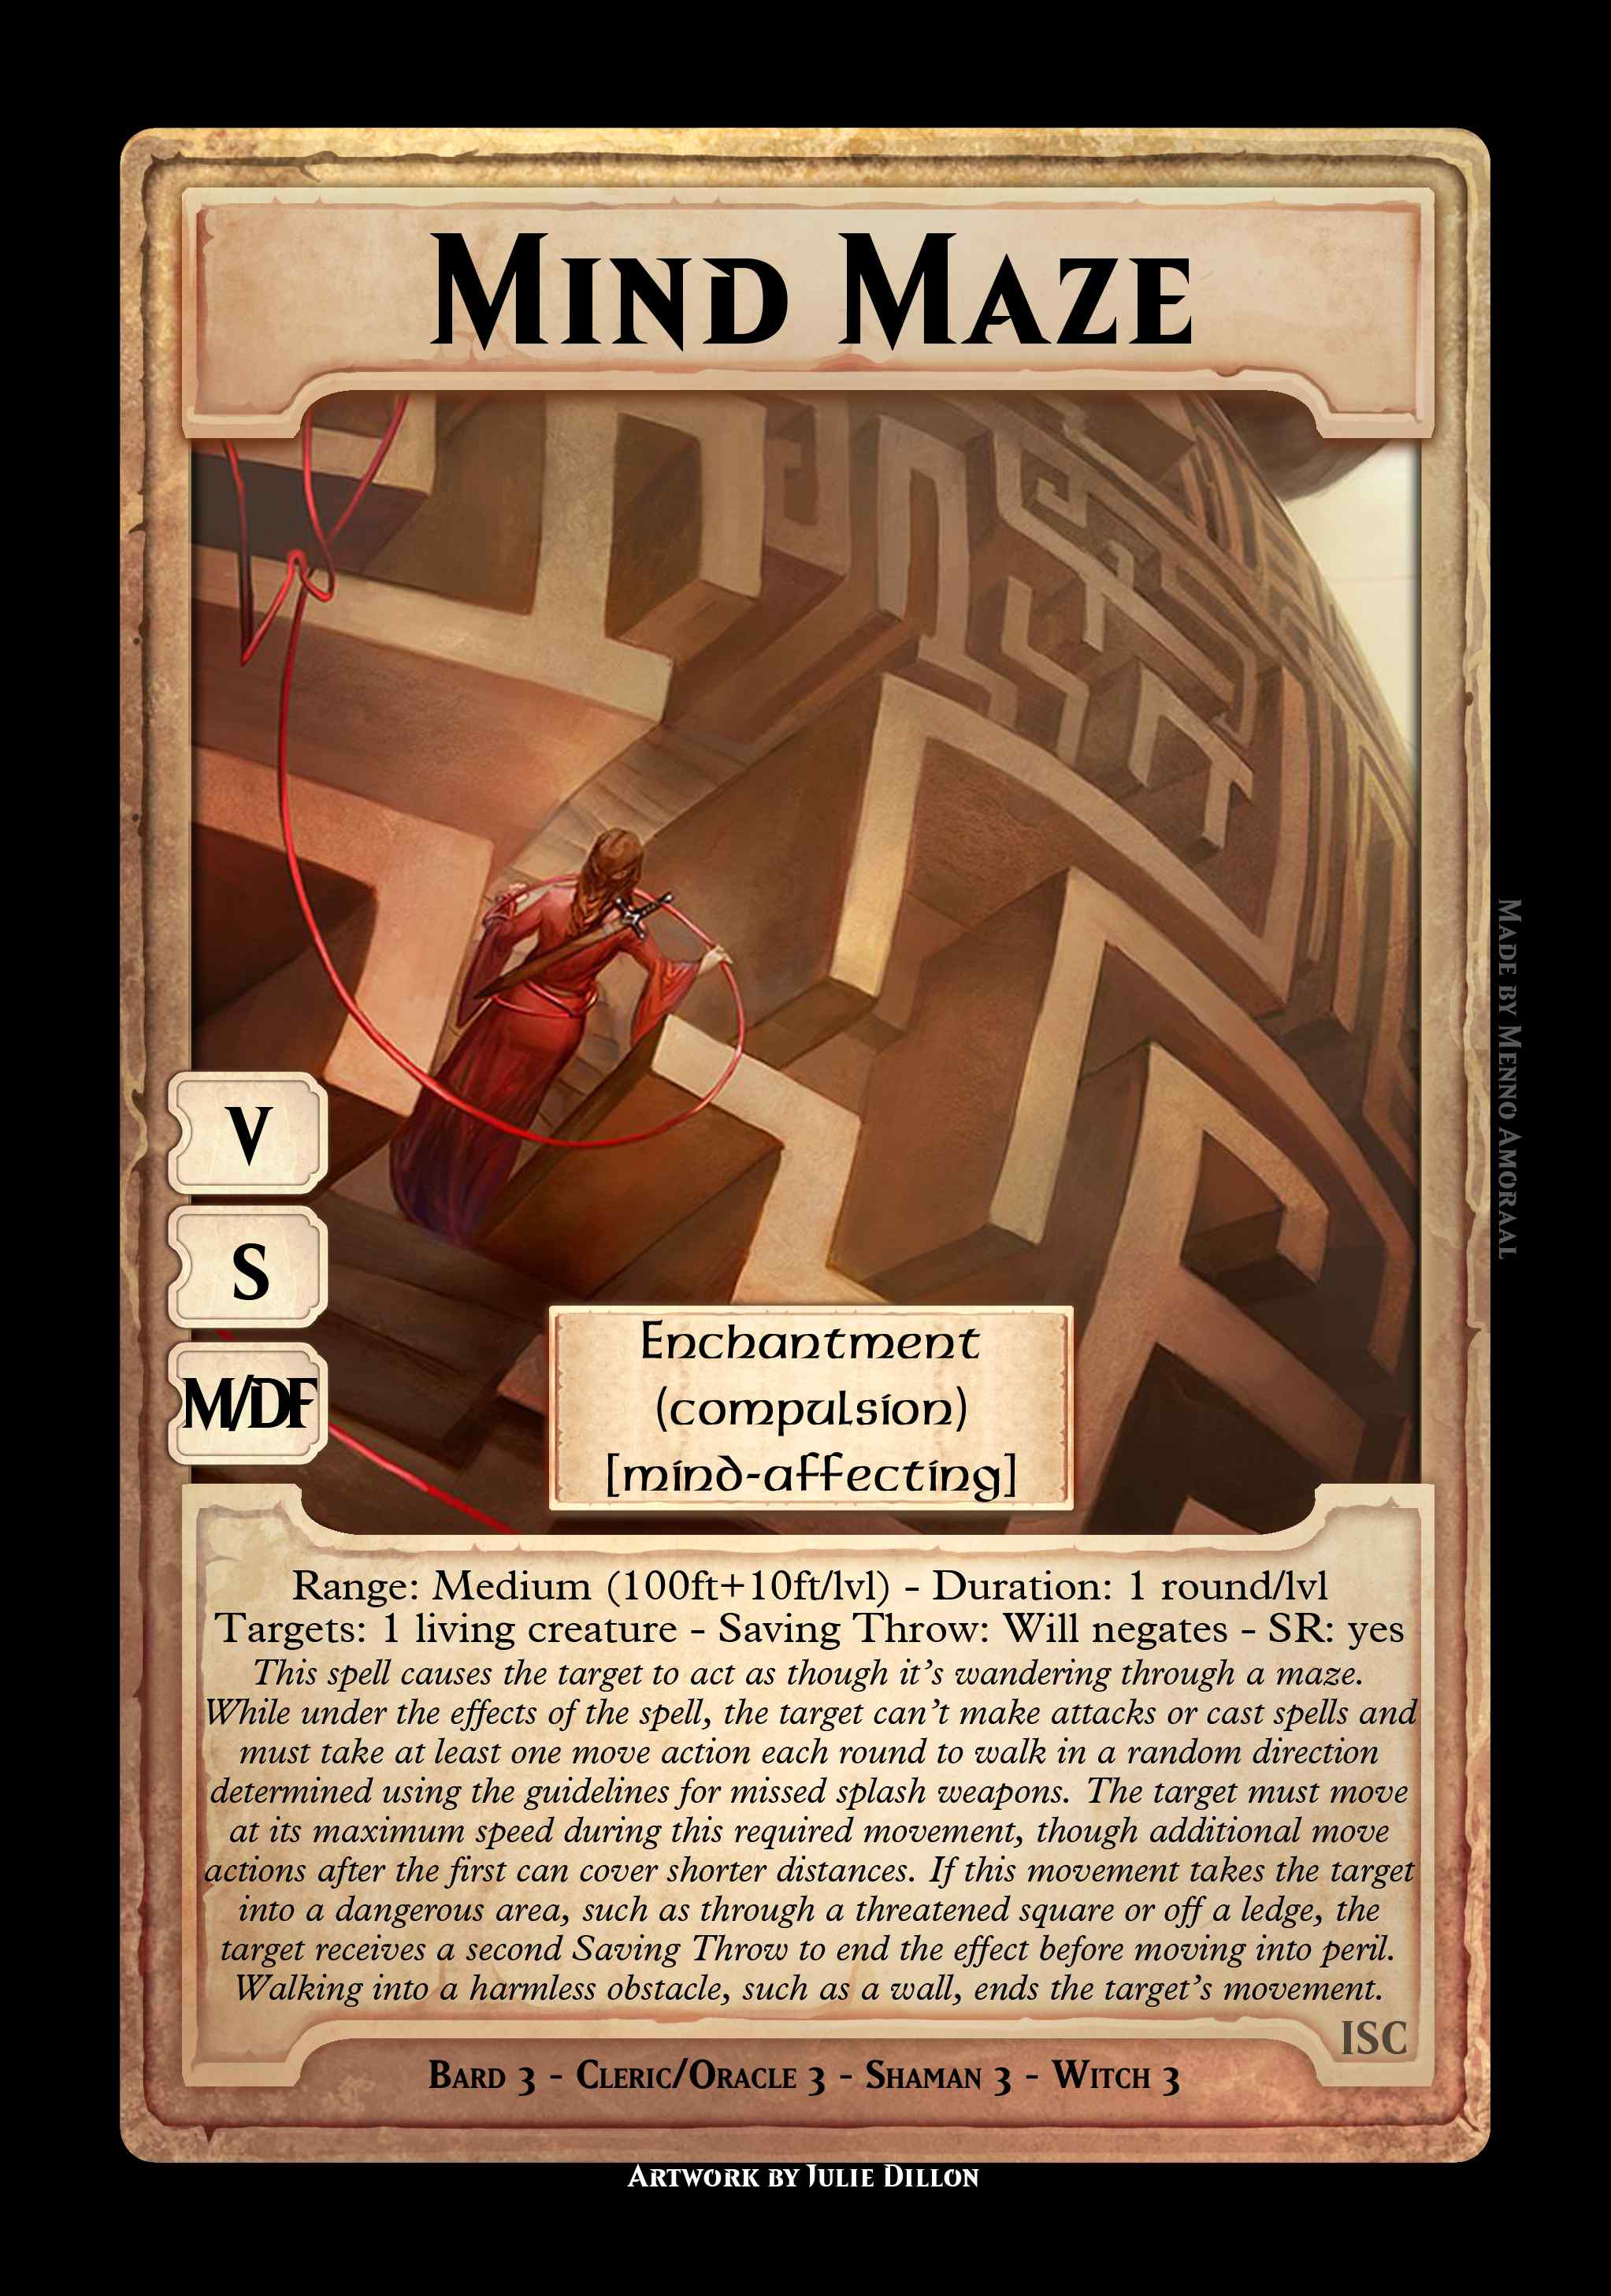 Mind Maze
V
S
M/DF
Enchantment
(compulsion)
[mind-affecting]
Range: Medium (100ft+10ft/lvl) - Duration: 1 round/lvl
Targets: 1 living creature - Saving Throw: Will negates - SR: yes
This spell causes the target to act as though it's wandering through a maze.
While under the effects of the spell, the target can't make attacks or cast spells and
must take at least one move action each round to walk in a random direction
determined using the guidelines for missed splash weapons. The target must move
at its maximum speed during this required movement, though additional move
actions after the first can cover shorter distances. If this movement takes the target
into a dangerous area, such as through a threatened square or off a ledge, the
target receives a second Saving Throw to end the effect before moving into peril.
Walking into a harmless obstacle, such as a wall, ends the target's movement.
ISC
Bard 3 - Cleric/Oracle 3 - Shaman 3 - Witch 3
Artwork by Julie Dillon
Made by Menno Amoraal